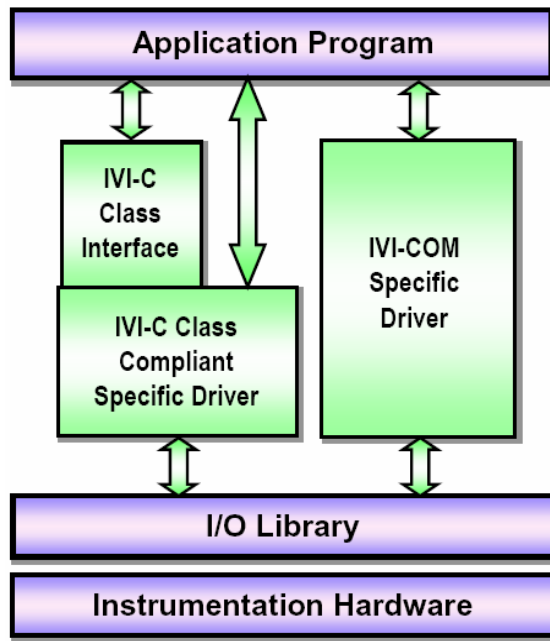 Application Program
IVI-C
Class
Interface
IVI-C Class
Compliant
Specific Driver
IVI-COM
Specific
Driver
I/O Library
Instrumentation Hardware